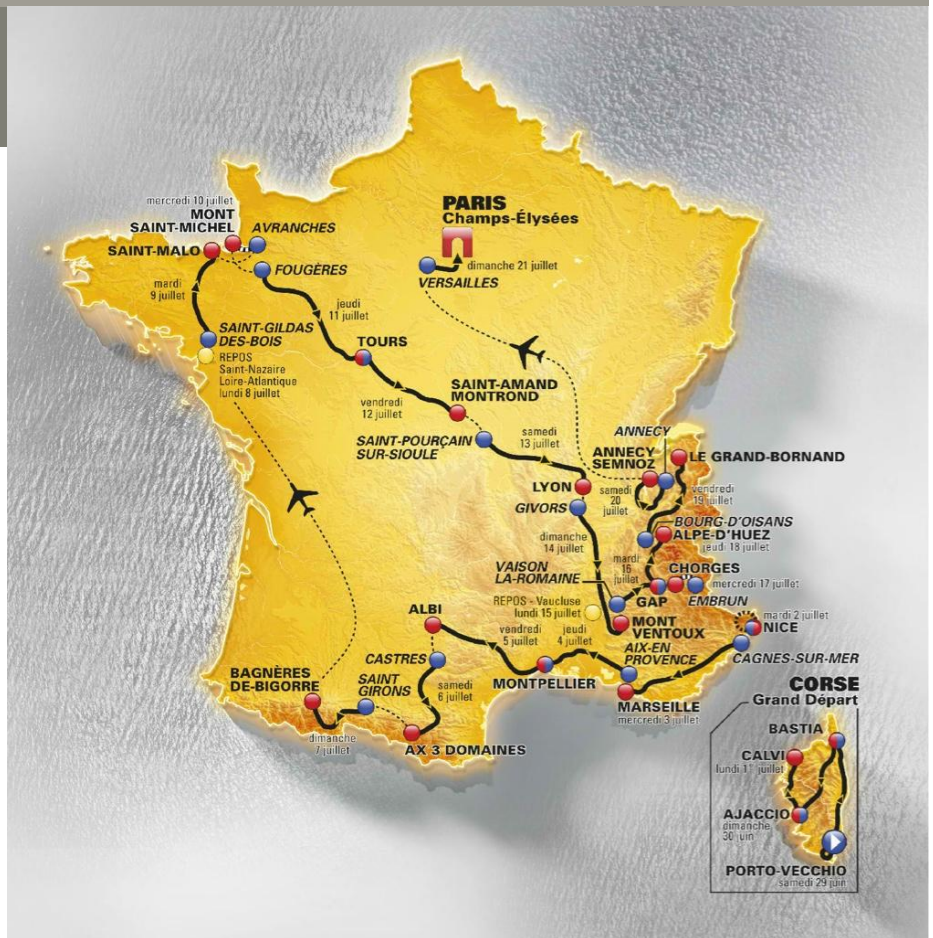 mercredi 10 juillet
MONT
SAINT-MICHEL
AVRANCHES
SAINT-MALO
FOUGÈRES
mardi
9 juillet
PARIS
Champs-Élysées
dimanche 21 juillet
VERSAILLES
jeudi
11 juillet
SAINT-GILDAS
DES-BOIS
REPOS
Saint-Nazaire
Loire-Atlantique
lundi 8 juillet
TOURS
vendredi
12 juillet
SAINT-AMAND
MONTROND
SAINT-POURÇAIN
SUR-SIOULE
samedi
13 juillet
ANNECY
ANNECY
SEMNOZ
LE GRAND-BORNAND
samedi
20
juillet
vendredi
19 juillet
LYON
GIVORS
BOURG-D'OISANS
ALPE-D'HUEZ
jeudi 18 juillet
dimanche
14 juillet
mardi
16
juillet
CHORGES
mercredi 17 juillet
VAISON
LA-ROMAINE
GAP
EMBRUN
REPOS - Vaucluse
lundi 15 juillet
MONT
VENTOUX
mardi 2 juillet
NICE
CAGNES-SUR-MER
ALBI
vendredi
5 juillet
jeudi
4 juillet
AIX-EN
PROVENCE
CASTRES
samedi
6 juillet
MONTPELLIER
MARSEILLE
mercredi 3 juillet
BAGNÈRES
DE-BIGORRE
SAINT
GIRONS
dimanche
7 juillet
AX 3 DOMAINES
CORSE
Grand Départ
BASTIA
CALVI
lundi 1er juillet
AJACCIO
dimanche
30 juin
PORTO-VECCHIO
samedi 29 juin